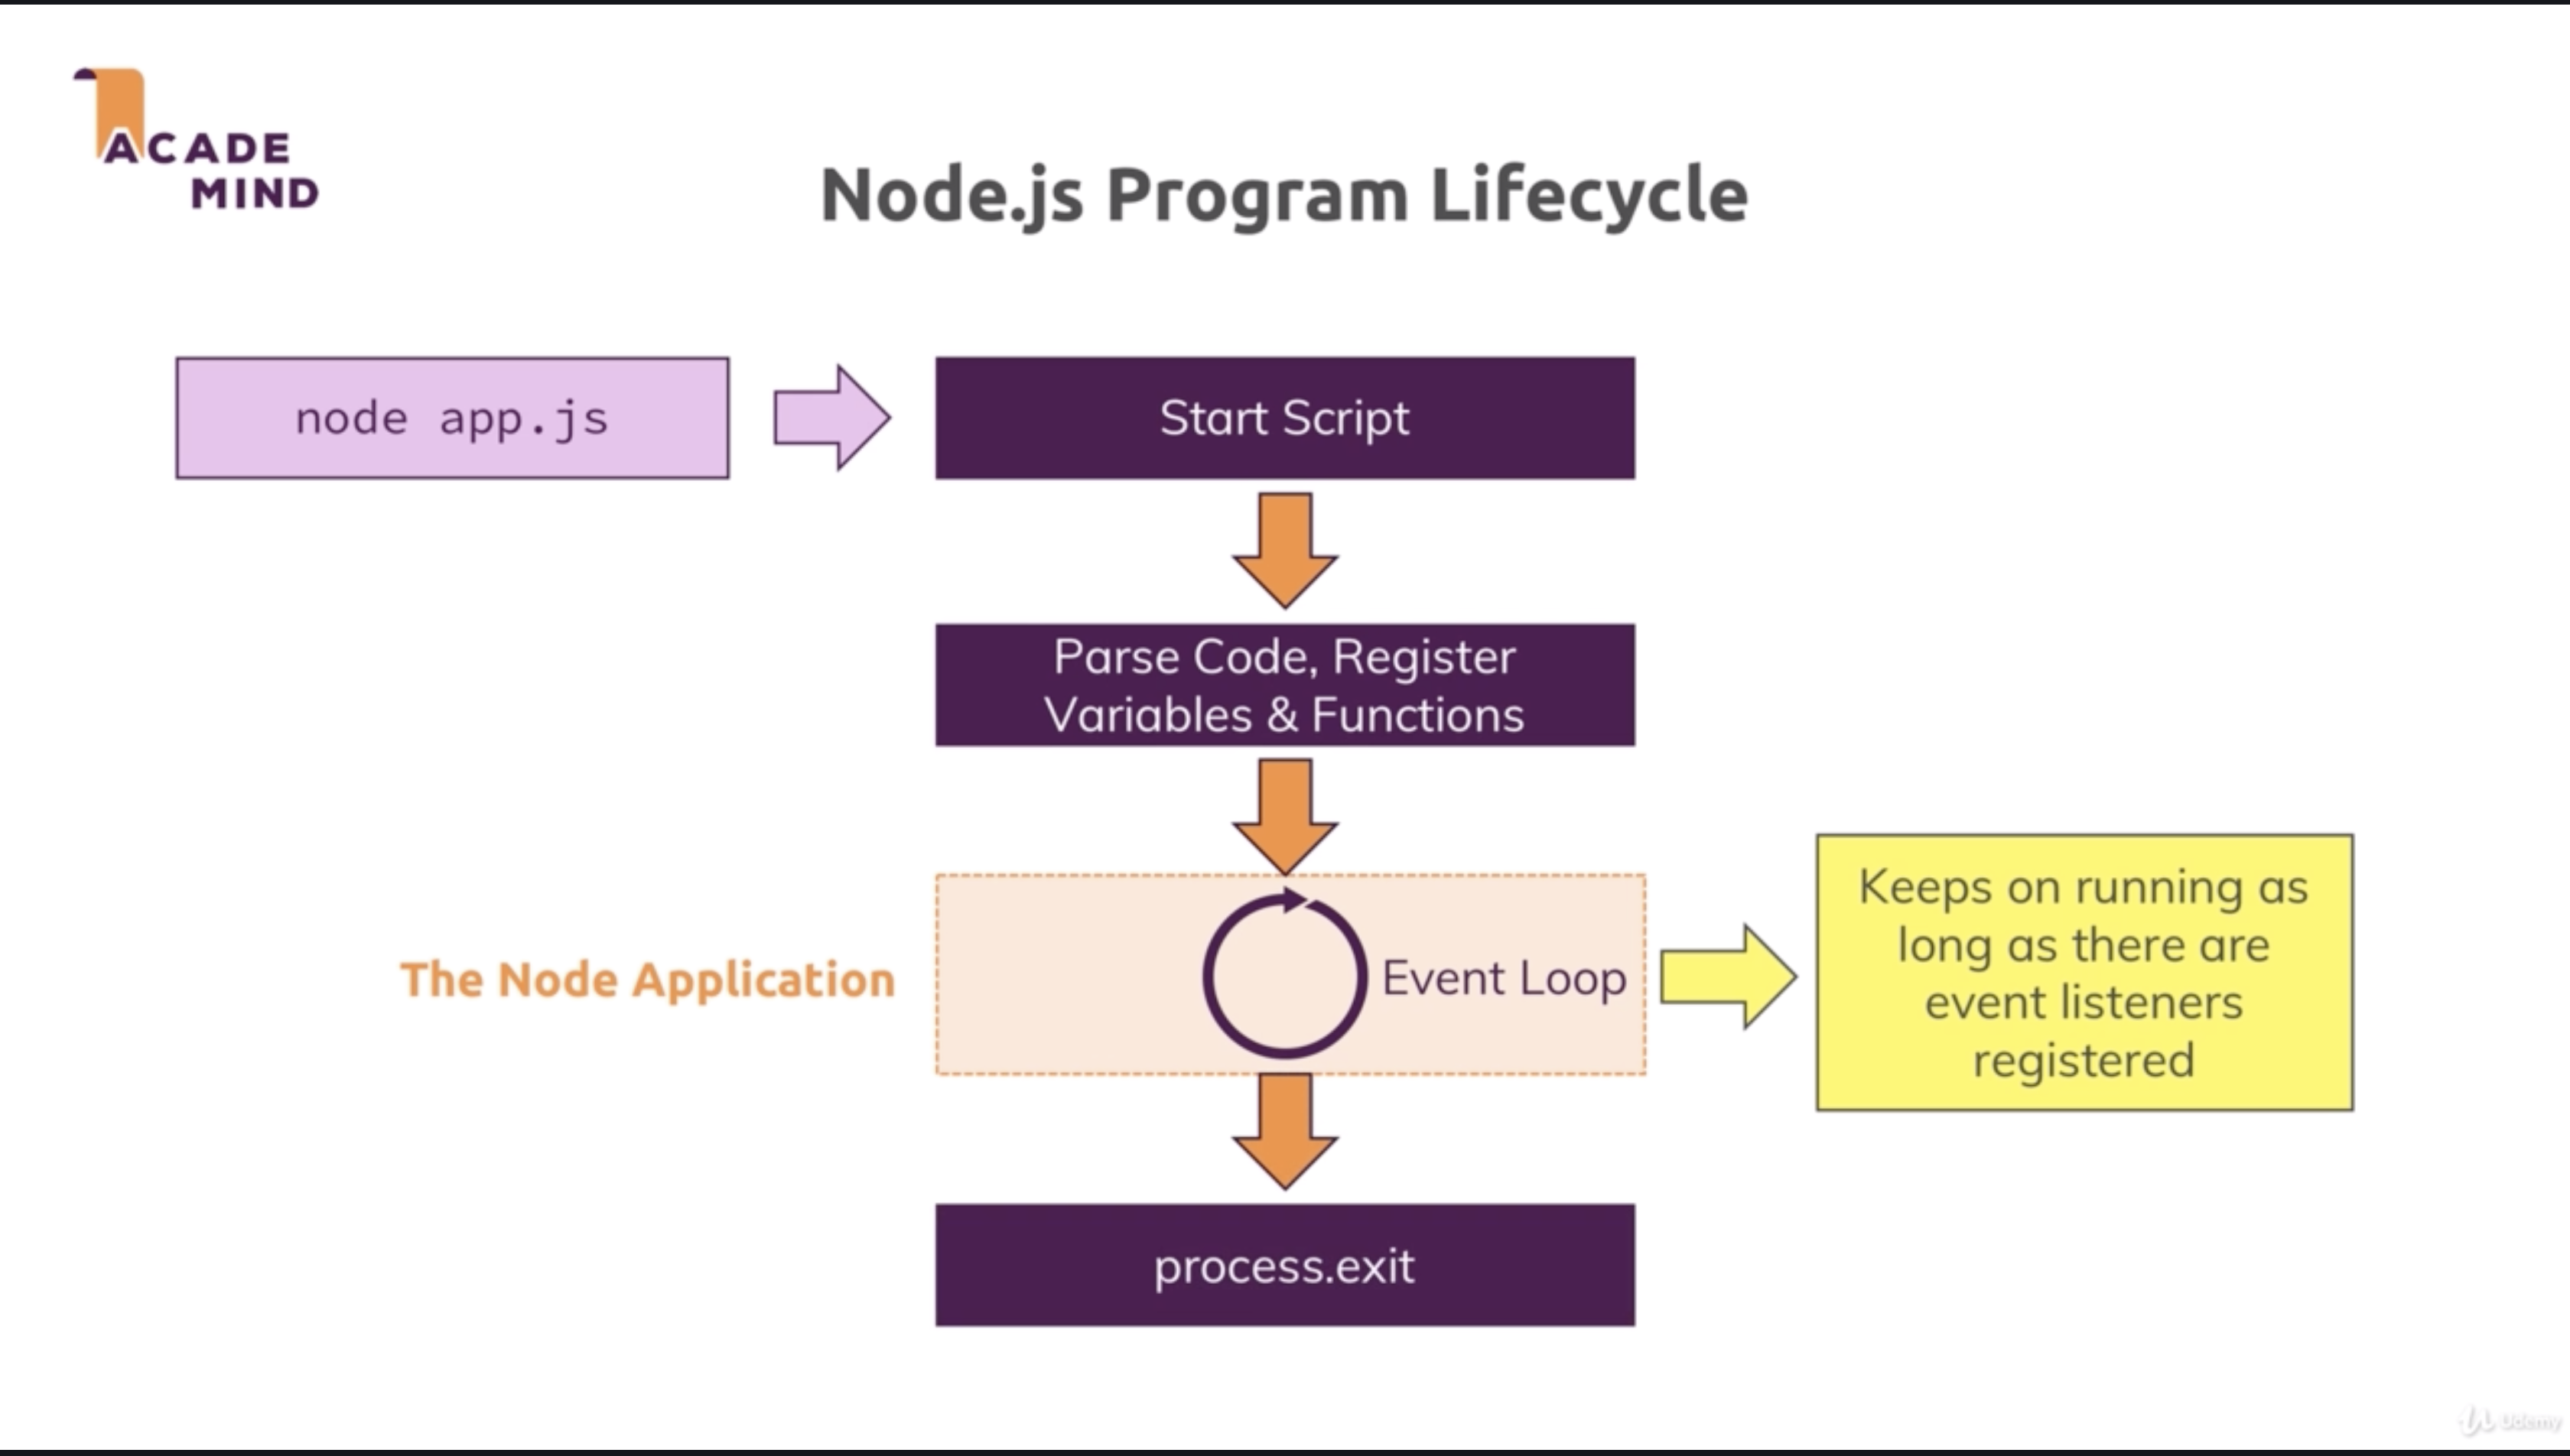 ACADE
MIND
Node.js Program Lifecycle
node app.js
Start Script
Parse Code, Register
Variables & Functions
The Node Application
Event Loop
Keeps on running as
long as there are
event listeners
registered
process.exit
Udemy